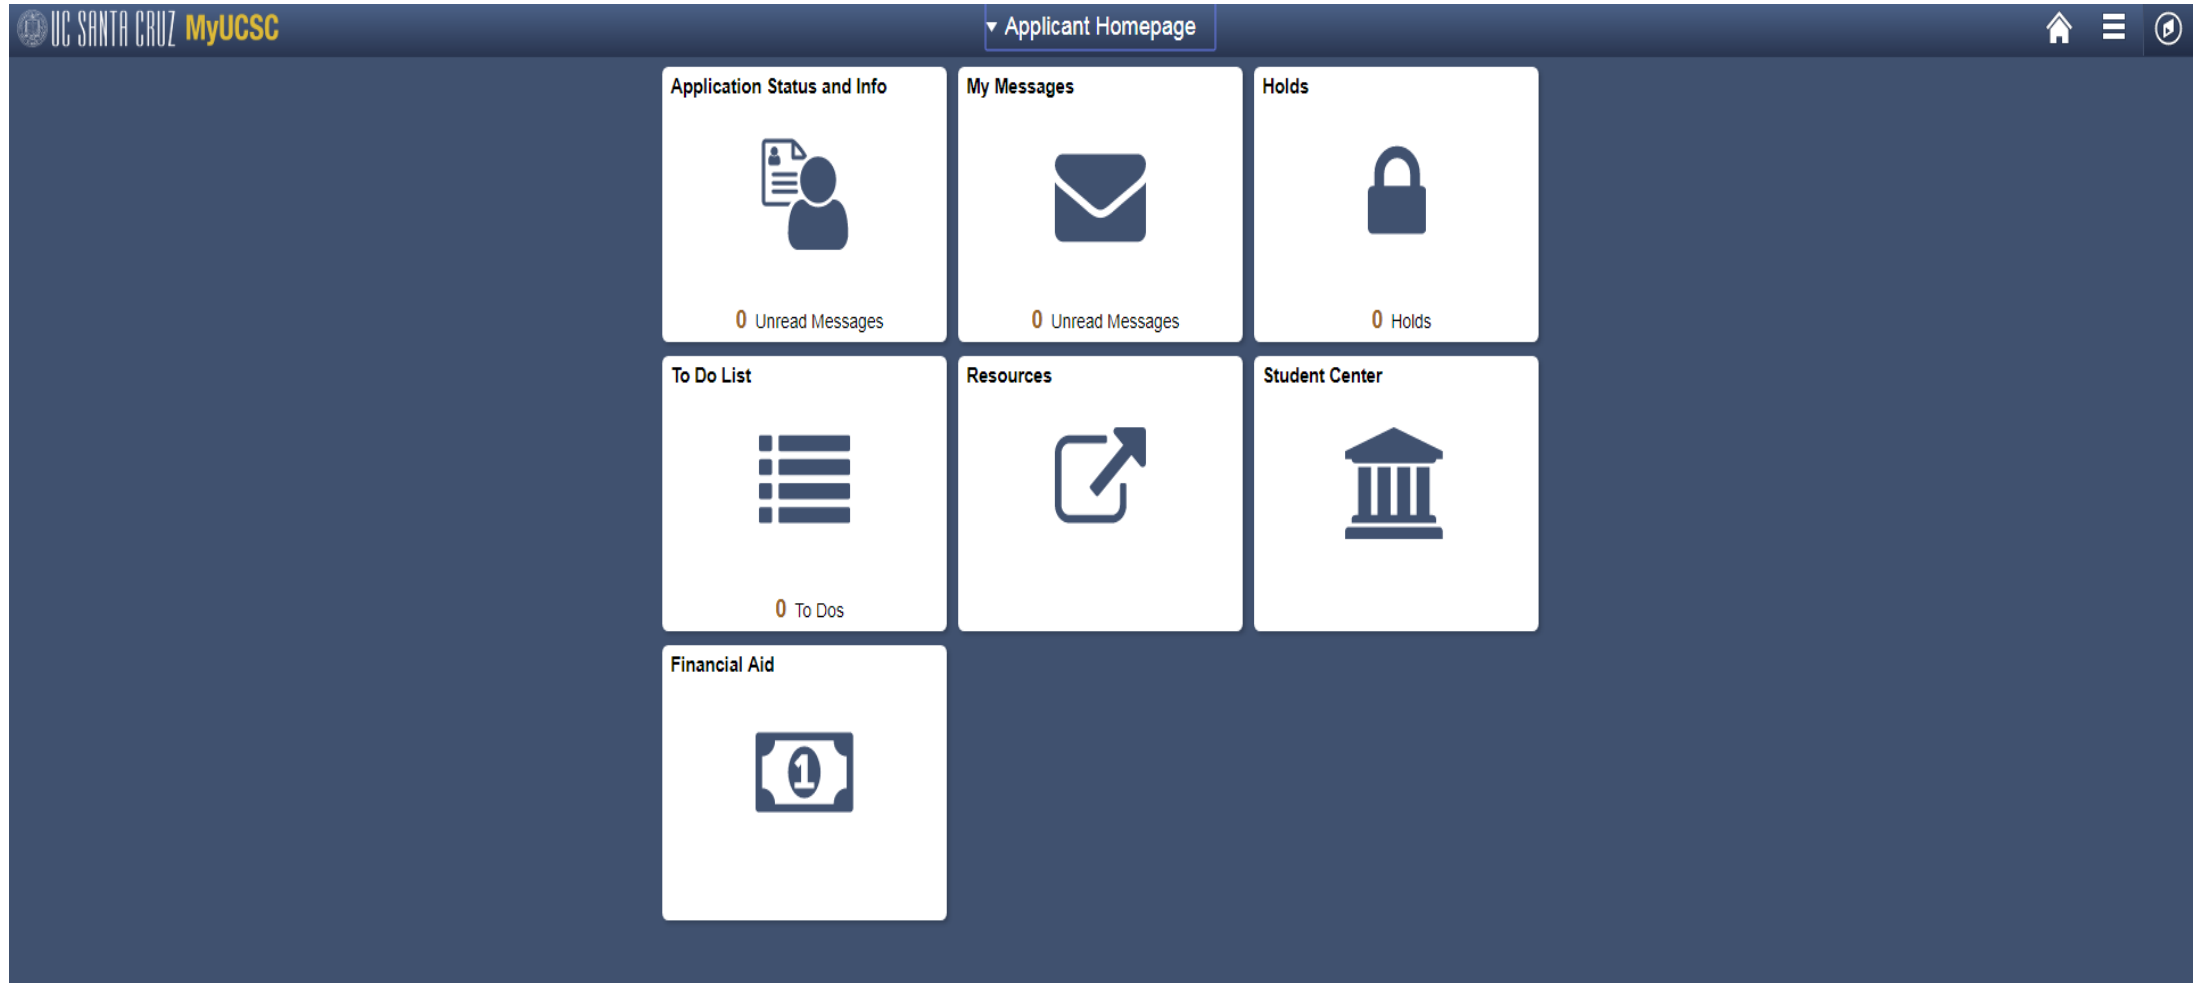 UC SANTA CRUZ MyUCSC
Applicant Homepage
Application Status and Info
My Messages
Holds
0 Unread Messages
0 Unread Messages
0 Holds
To Do List
Resources
Student Center
0 To Dos
Financial Aid
1